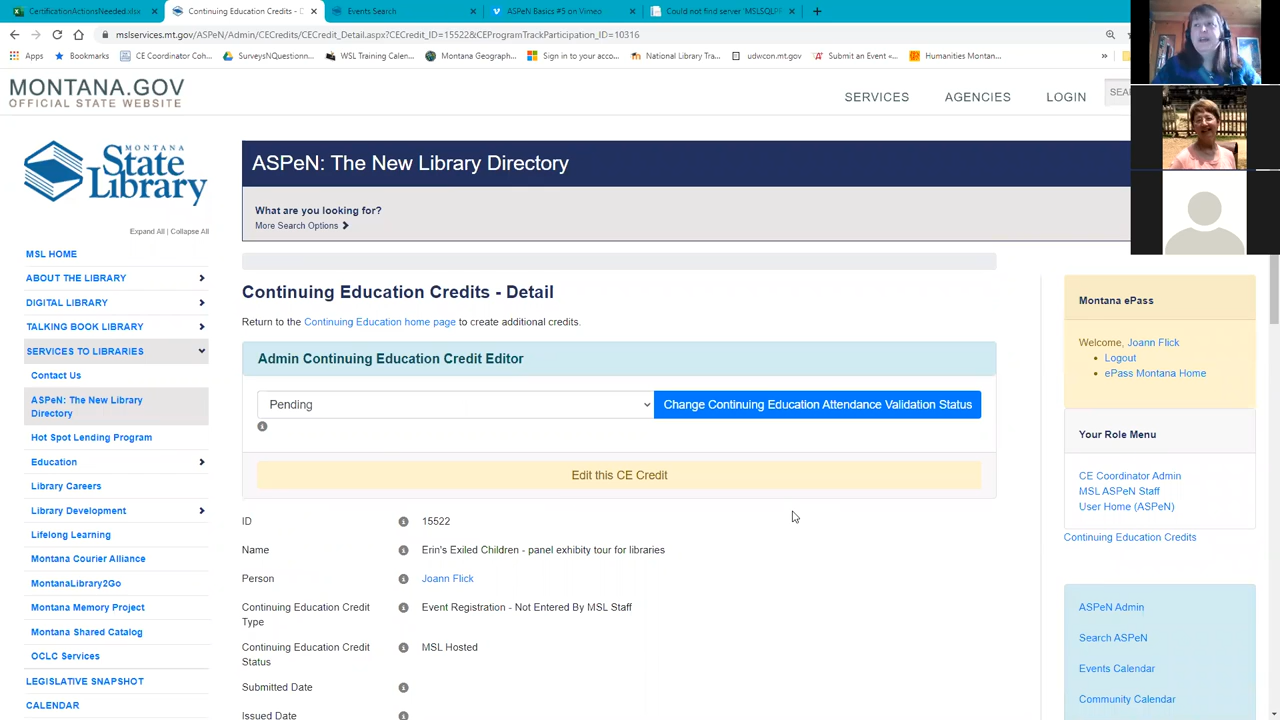 CertificationActionsNeeded.xlsx
Continuing Education Credits - D
Events Search
ASPeN Basics #5 on Vimeo
Could not find server 'MSLSQLPR
mslservices.mt.gov/ASPeN/Admin/CECredits/CECredit_Detail.aspx?CECredit_ID=15522&CEProgramTrackParticipation_ID=10316
Apps
Bookmarks
CE Coordinator Coh...
SurveysNQuestionn...
WSL Training Calen...
Montana Geograph...
Sign in to your acco...
National Library Tra...
udwcon.mt.gov
Submit an Event «...
Humanities Montan...
MONTANA.GOV
OFFICIAL STATE WEBSITE
SERVICES
AGENCIES
LOGIN
SEA
MONTANA
State
Library
Expand All | Collapse All
MSL HOME
ABOUT THE LIBRARY
DIGITAL LIBRARY
TALKING BOOK LIBRARY
SERVICES TO LIBRARIES
Contact Us
ASPeN: The New Library
Directory
Hot Spot Lending Program
Education
Library Careers
Library Development
Lifelong Learning
Montana Courier Alliance
MontanaLibrary2Go
Montana Memory Project
Montana Shared Catalog
OCLC Services
LEGISLATIVE SNAPSHOT
CALENDAR
ASPeN: The New Library Directory
What are you looking for?
More Search Options
Continuing Education Credits - Detail
Return to the Continuing Education home page to create additional credits.
Admin Continuing Education Credit Editor
Pending
Change Continuing Education Attendance Validation Status
Edit this CE Credit
ID 15522
Name Erin's Exiled Children - panel exhibity tour for libraries
Person Joann Flick
Continuing Education Credit Event Registration - Not Entered By MSL Staff
Type
Continuing Education Credit MSL Hosted
Status
Submitted Date
Issued Date
Montana ePass
Welcome, Joann Flick
Logout
ePass Montana Home
Your Role Menu
CE Coordinator Admin
MSL ASPeN Staff
User Home (ASPeN)
Continuing Education Credits
ASPeN Admin
Search ASPeN
Events Calendar
Community Calendar